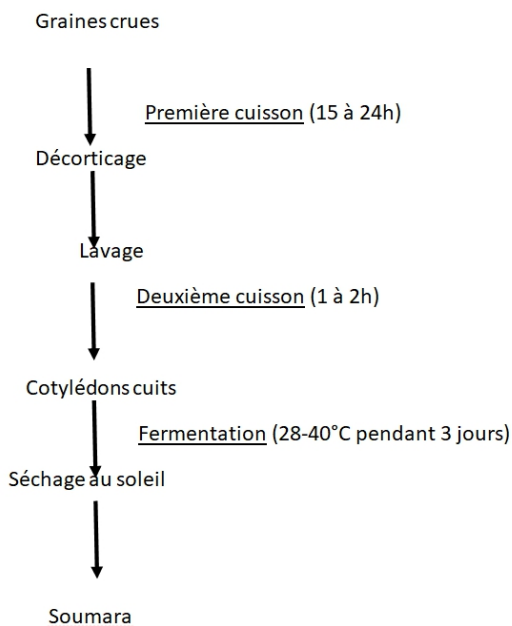 Graines crues
Première cuisson (15 à 24h)
Décorticage
Lavage
Deuxième cuisson (1 à 2h)
Cotylédons cuits
Fermentation (28-40°C pendant 3 jours)
Séchage au soleil
Soumara